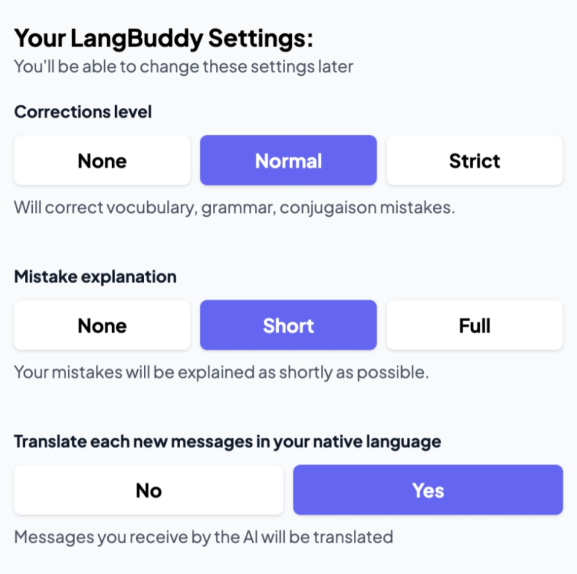 Your LangBuddy Settings:
You'll be able to change these settings later
Corrections level
None Normal Strict
Will correct vocubulary, grammar, conjugaison mistakes.
Mistake explanation
None Short Full
Your mistakes will be explained as shortly as possible.
Translate each new messages in your native language
No Yes
Messages you receive by the AI will be translated